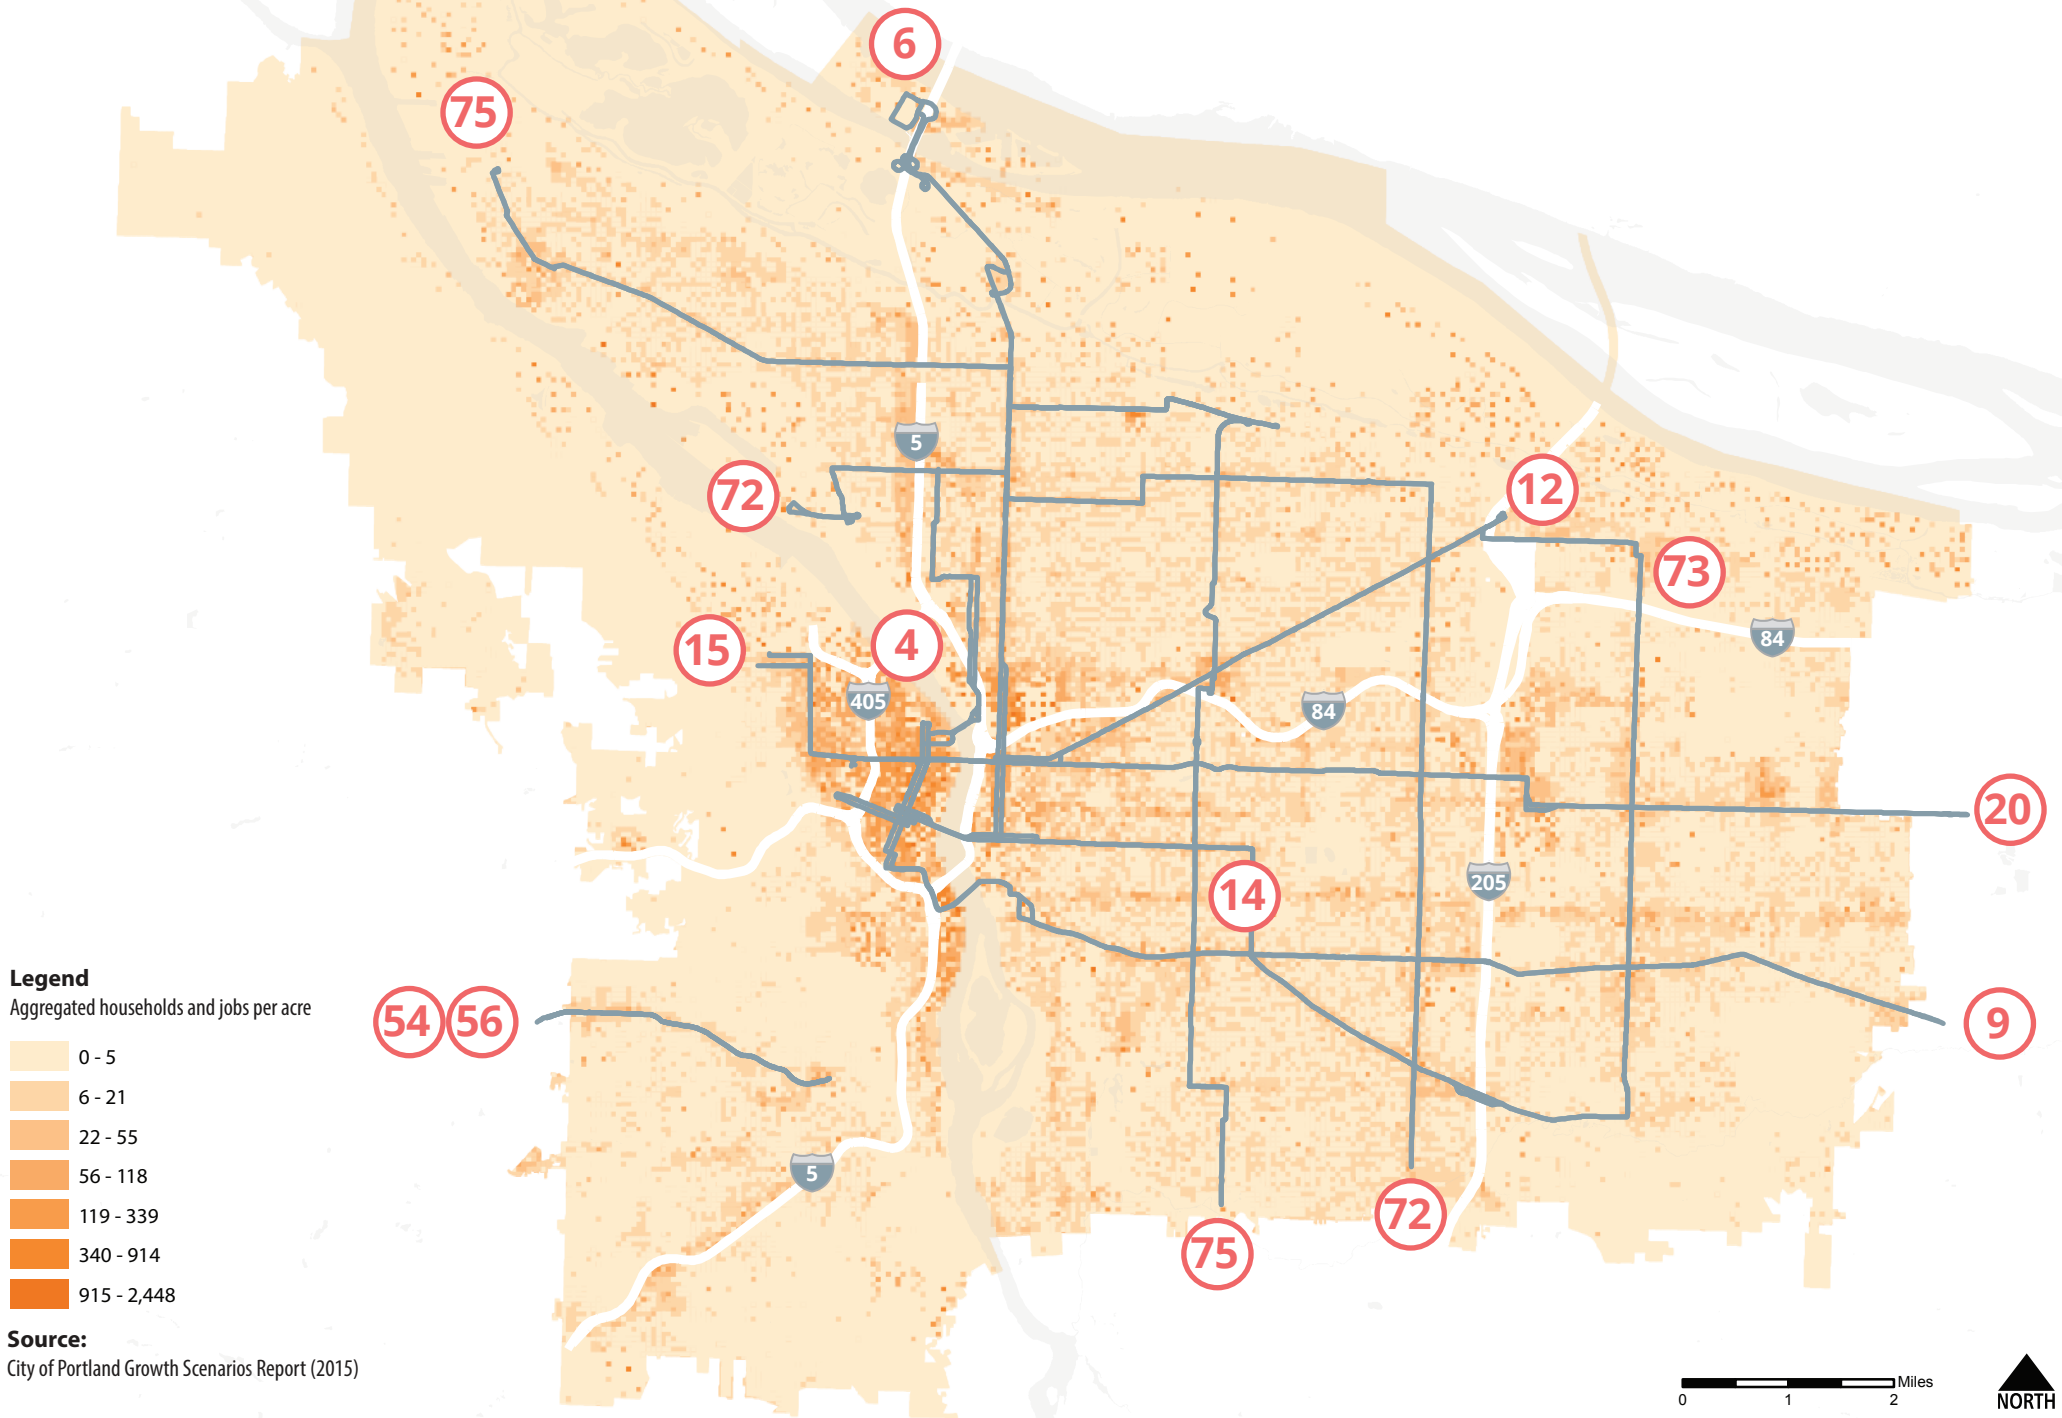 6
75
5
72
12
73
15
4
84
405
84
20
14
205
54
56
9
5
72
75
Legend
Aggregated households and jobs per acre
0 - 5
6 - 21
22 - 55
56 - 118
119 - 339
340 - 914
915 - 2,448
Source:
City of Portland Growth Scenarios Report (2015)
Miles
0 1 2
NORTH